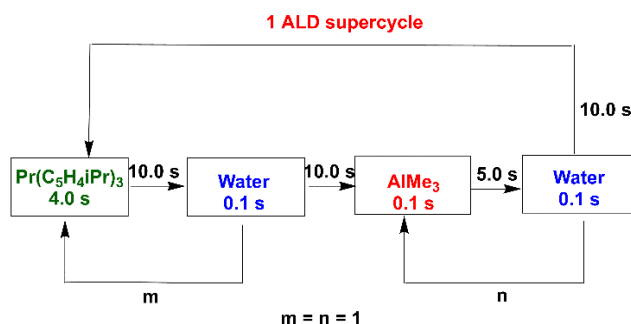 1 ALD supercycle
10.0 s
Pr(C₅H₄iPr)₃
4.0 s
10.0 s
Water
0.1 s
10.0 s
AlMe₃
0.1 s
5.0 s
Water
0.1 s
m
n
m = n = 1